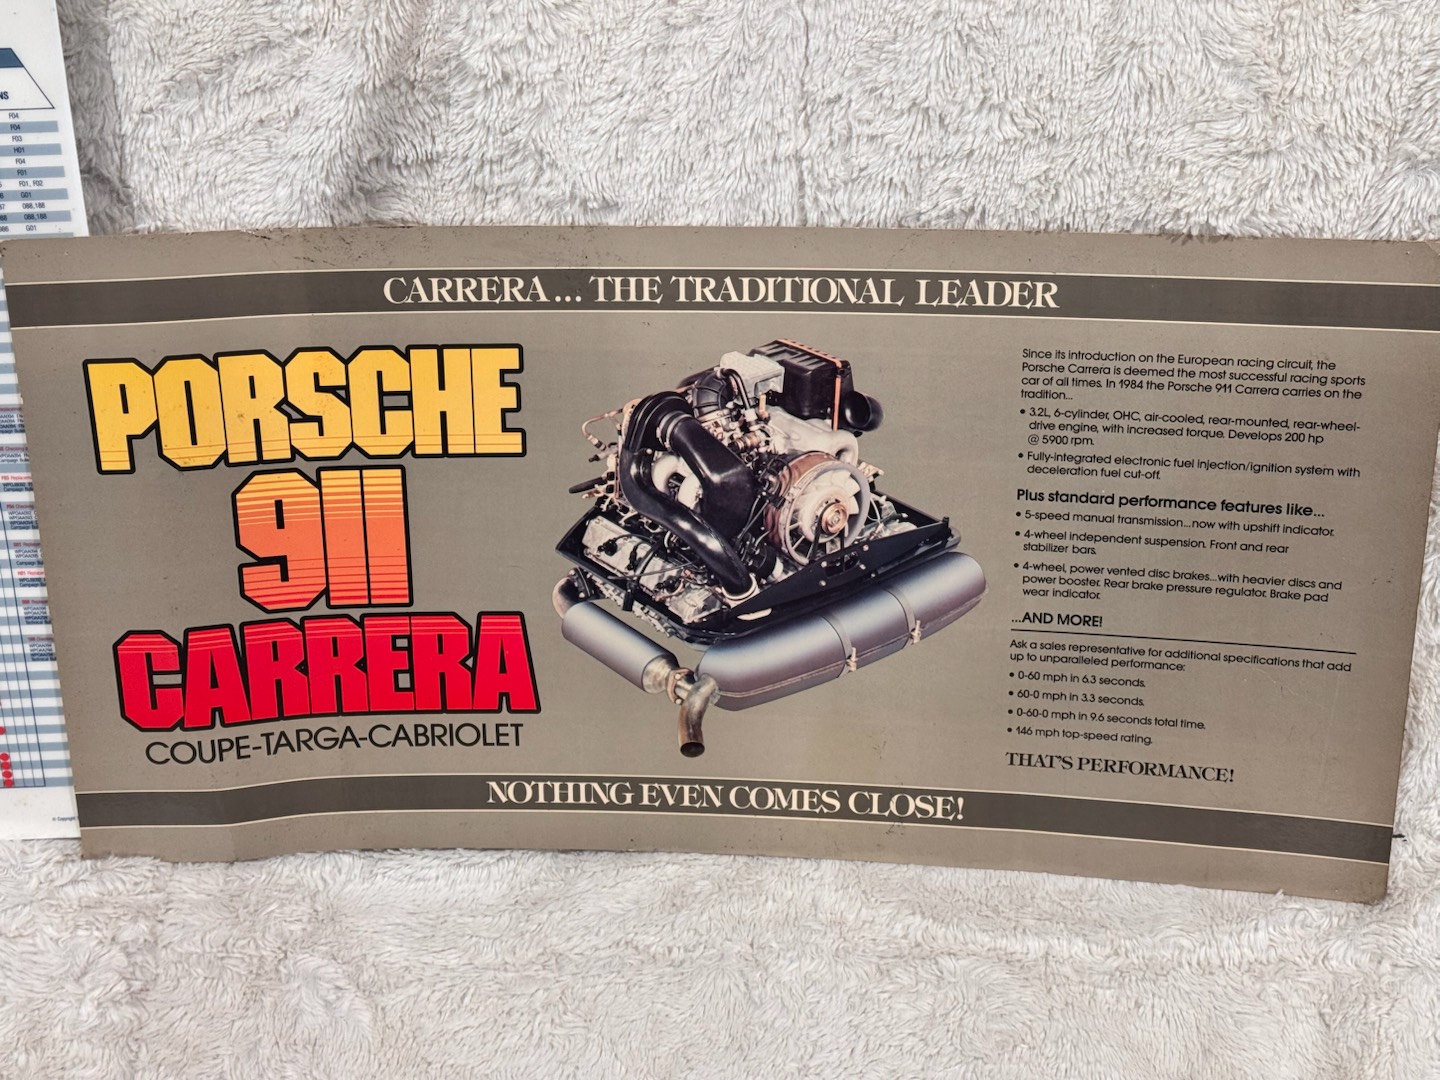 NS
F04
F04
F03
H01
F04
F01
F01, F02
G01
088,188
088,188
G01
CARRERA... THE TRADITIONAL LEADER
PORSCHE
911
CARRERA
COUPE-TARGA-CABRIOLET
Since its introduction on the European racing circuit, the
Porsche Carrera is deemed the most successful racing sports
car of all times. In 1984 the Porsche 911 Carrera carries on the
tradition...
• 3.2L, 6-cylinder, OHC, air-cooled, rear-mounted, rear-wheel-
drive engine, with increased torque. Develops 200 hp
@ 5900 rpm.
• Fully-integrated electronic fuel injection/ignition system with
deceleration fuel cut-off.
Plus standard performance features like...
• 5-speed manual transmission...now with upshift indicator.
• 4-wheel independent suspension. Front and rear
stabilizer bars.
• 4-wheel, power vented disc brakes...with heavier discs and
power booster. Rear brake pressure regulator. Brake pad
wear indicator.
...AND MORE!
Ask a sales representative for additional specifications that add
up to unparalleled performance:
• 0-60 mph in 6.3 seconds.
• 60-0 mph in 3.3 seconds.
• 0-60-0 mph in 9.6 seconds total time.
• 146 mph top-speed rating.
THAT'S PERFORMANCE!
NOTHING EVEN COMES CLOSE!